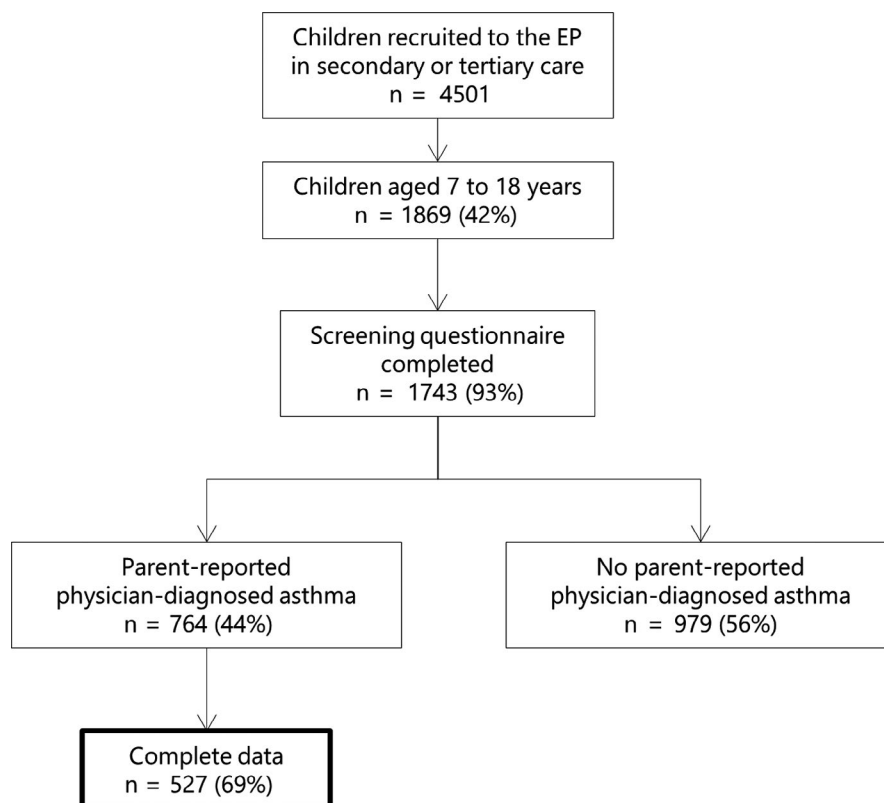 Children recruited to the EP
in secondary or tertiary care
n = 4501
Children aged 7 to 18 years
n = 1869 (42%)
Screening questionnaire
completed
n = 1743 (93%)
Parent-reported
physician-diagnosed asthma
n = 764 (44%)
No parent-reported
physician-diagnosed asthma
n = 979 (56%)
Complete data
n = 527 (69%)